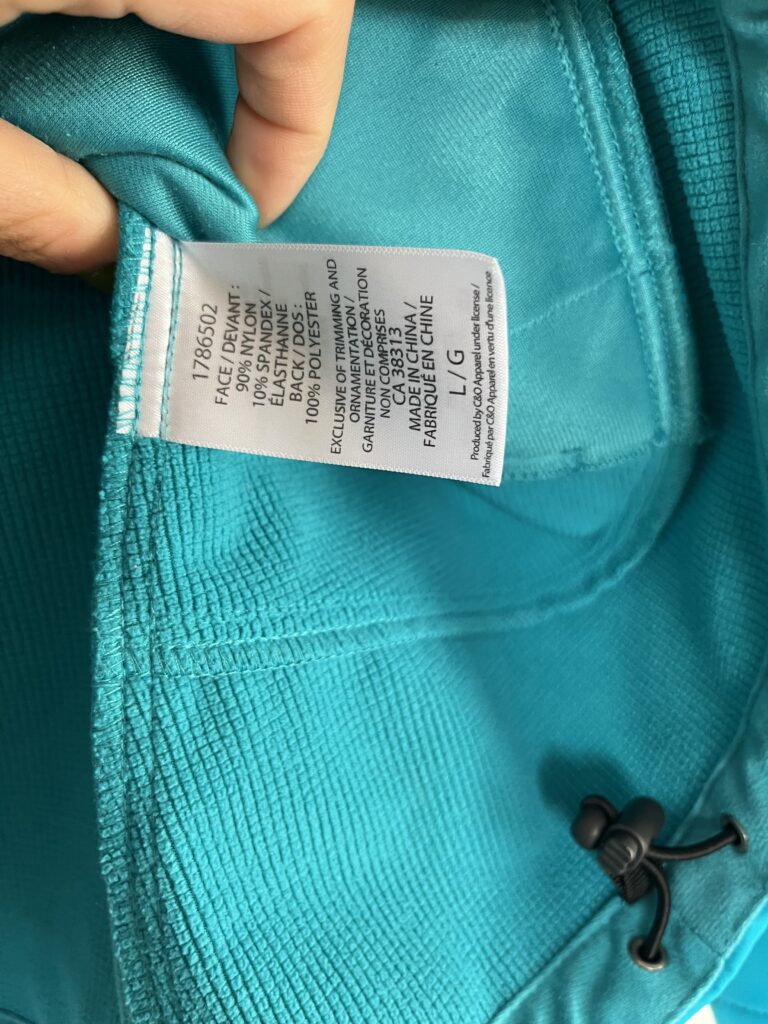 1786502
FACE / DEVANT :
90% NYLON
10% SPANDEX /
ÉLASTHANNE
BACK / DOS :
100% POLYESTER
EXCLUSIVE OF TRIMMING AND
ORNAMENTATION /
GARNITURE ET DÉCORATION
NON COMPRISES
CA 38313
MADE IN CHINA /
FABRIQUÉ EN CHINE
L / G
Produced by C&O Apparel under license /
Fabriqué par C&O Apparel en vertu d'une licence